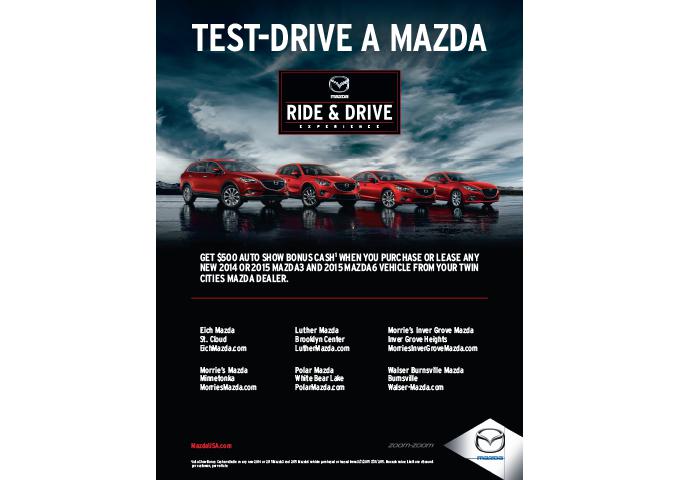 TEST-DRIVE A MAZDA
mazda
RIDE & DRIVE
EXPERIENCE
GET $500 AUTO SHOW BONUS CASH¹ WHEN YOU PURCHASE OR LEASE ANY
NEW 2014 OR 2015 MAZDA3 AND 2015 MAZDA6 VEHICLE FROM YOUR TWIN
CITIES MAZDA DEALER.
Eich Mazda
St. Cloud
EichMazda.com
Luther Mazda
Brooklyn Center
LutherMazda.com
Morrie's Inver Grove Mazda
Inver Grove Heights
MorriesInverGroveMazda.com
Morrie's Mazda
Minnetonka
MorriesMazda.com
Polar Mazda
White Bear Lake
PolarMazda.com
Walser Burnsville Mazda
Burnsville
Walser-Mazda.com
MazdaUSA.com
zoom-zoom
mazda